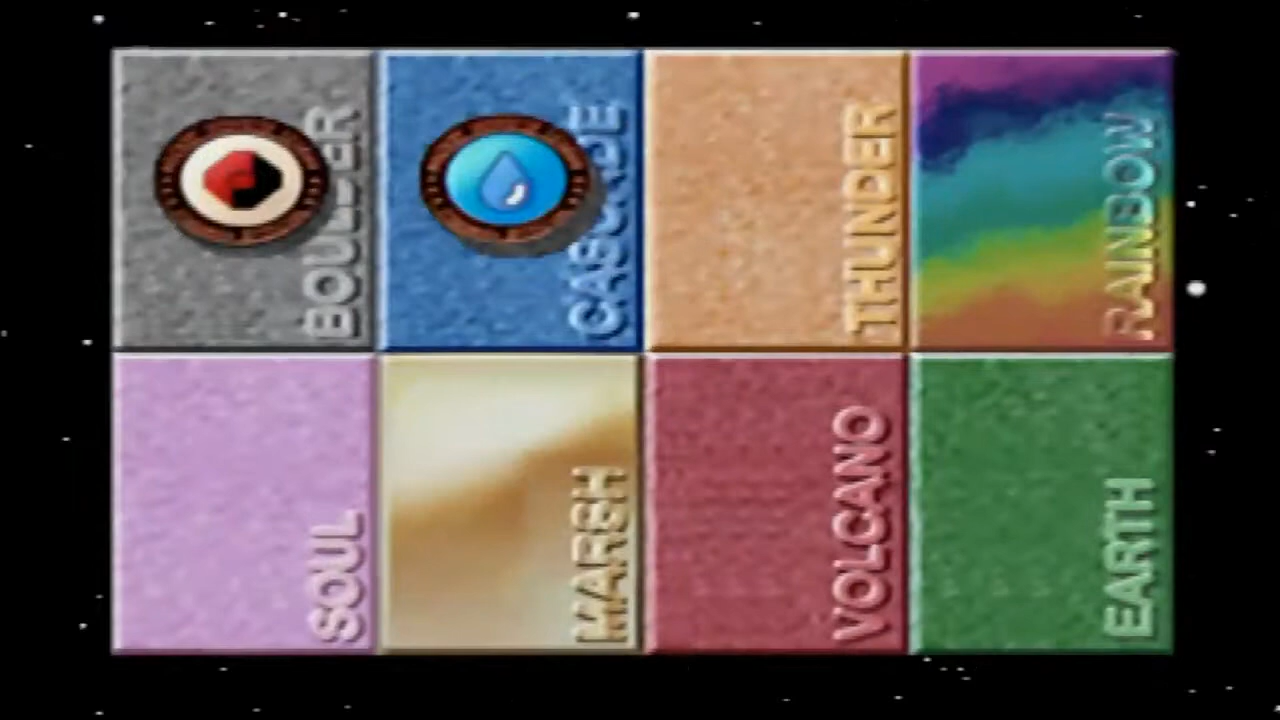 BOULDER
CASCADE
THUNDER
RAINBOW
SOUL
MARSH
VOLCANO
EARTH